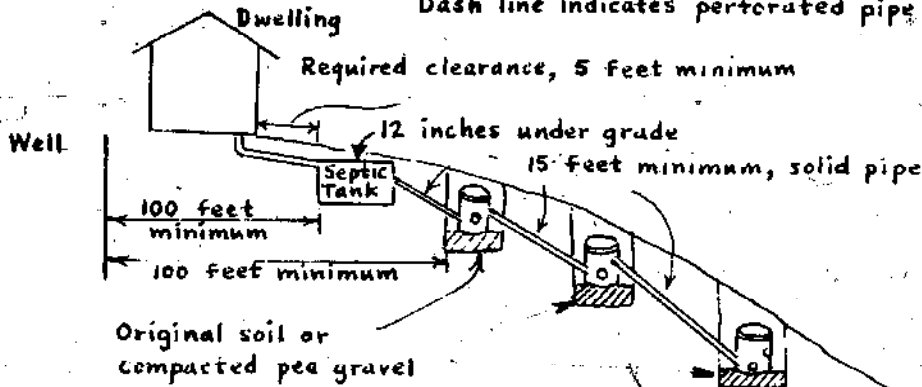 Dash line indicates perforated pipe
Dwelling
Required clearance, 5 feet minimum
Well
12 inches under grade
15 feet minimum, solid pipe
Septic
Tank
100 feet
minimum
100 feet minimum
Original soil or
compacted pea gravel